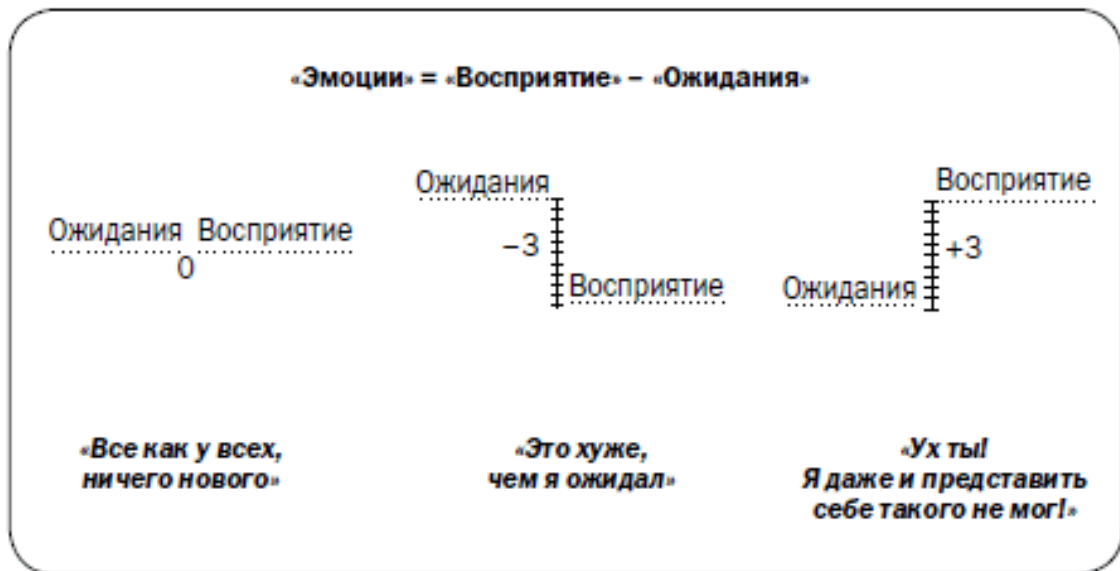 «Эмоции» = «Восприятие» – «Ожидания»
Ожидания Восприятие
0
Ожидания
–3
Восприятие
Восприятие
+3
Ожидания
«Все как у всех,
ничего нового»
«Это хуже,
чем я ожидал»
«Ух ты!
Я даже и представить
себе такого не мог!»